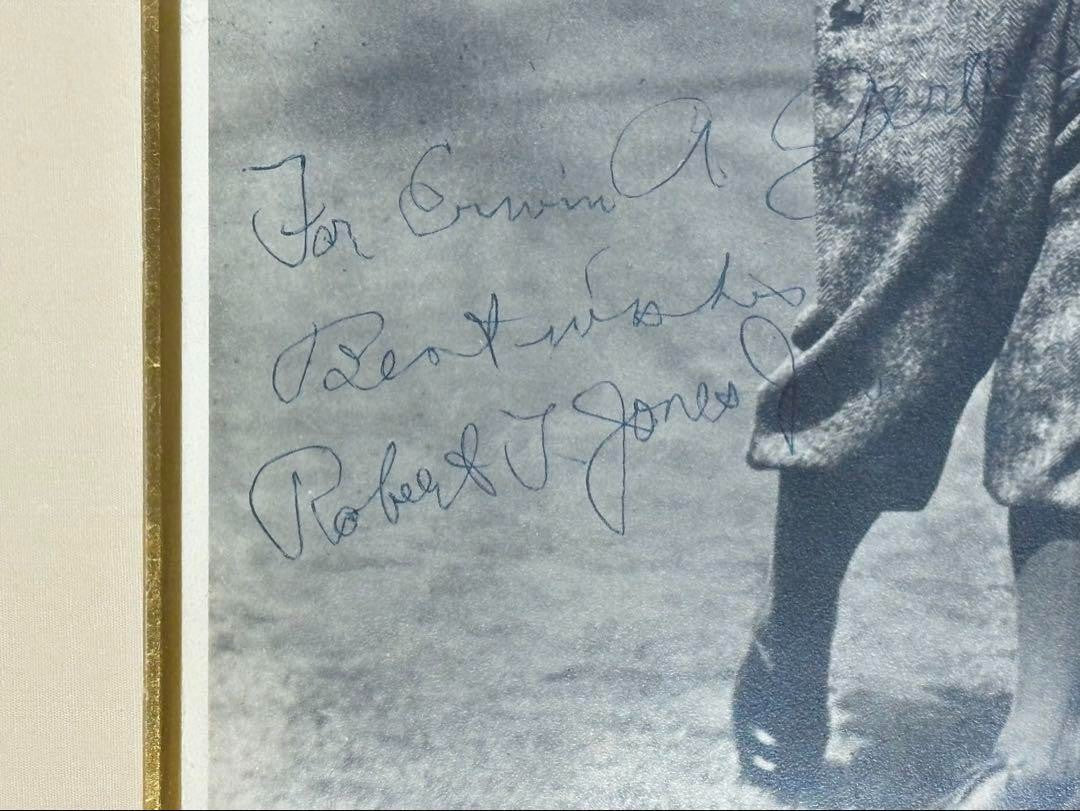 For Erwin A.
Best wishes
Robert T. Jones Jr.